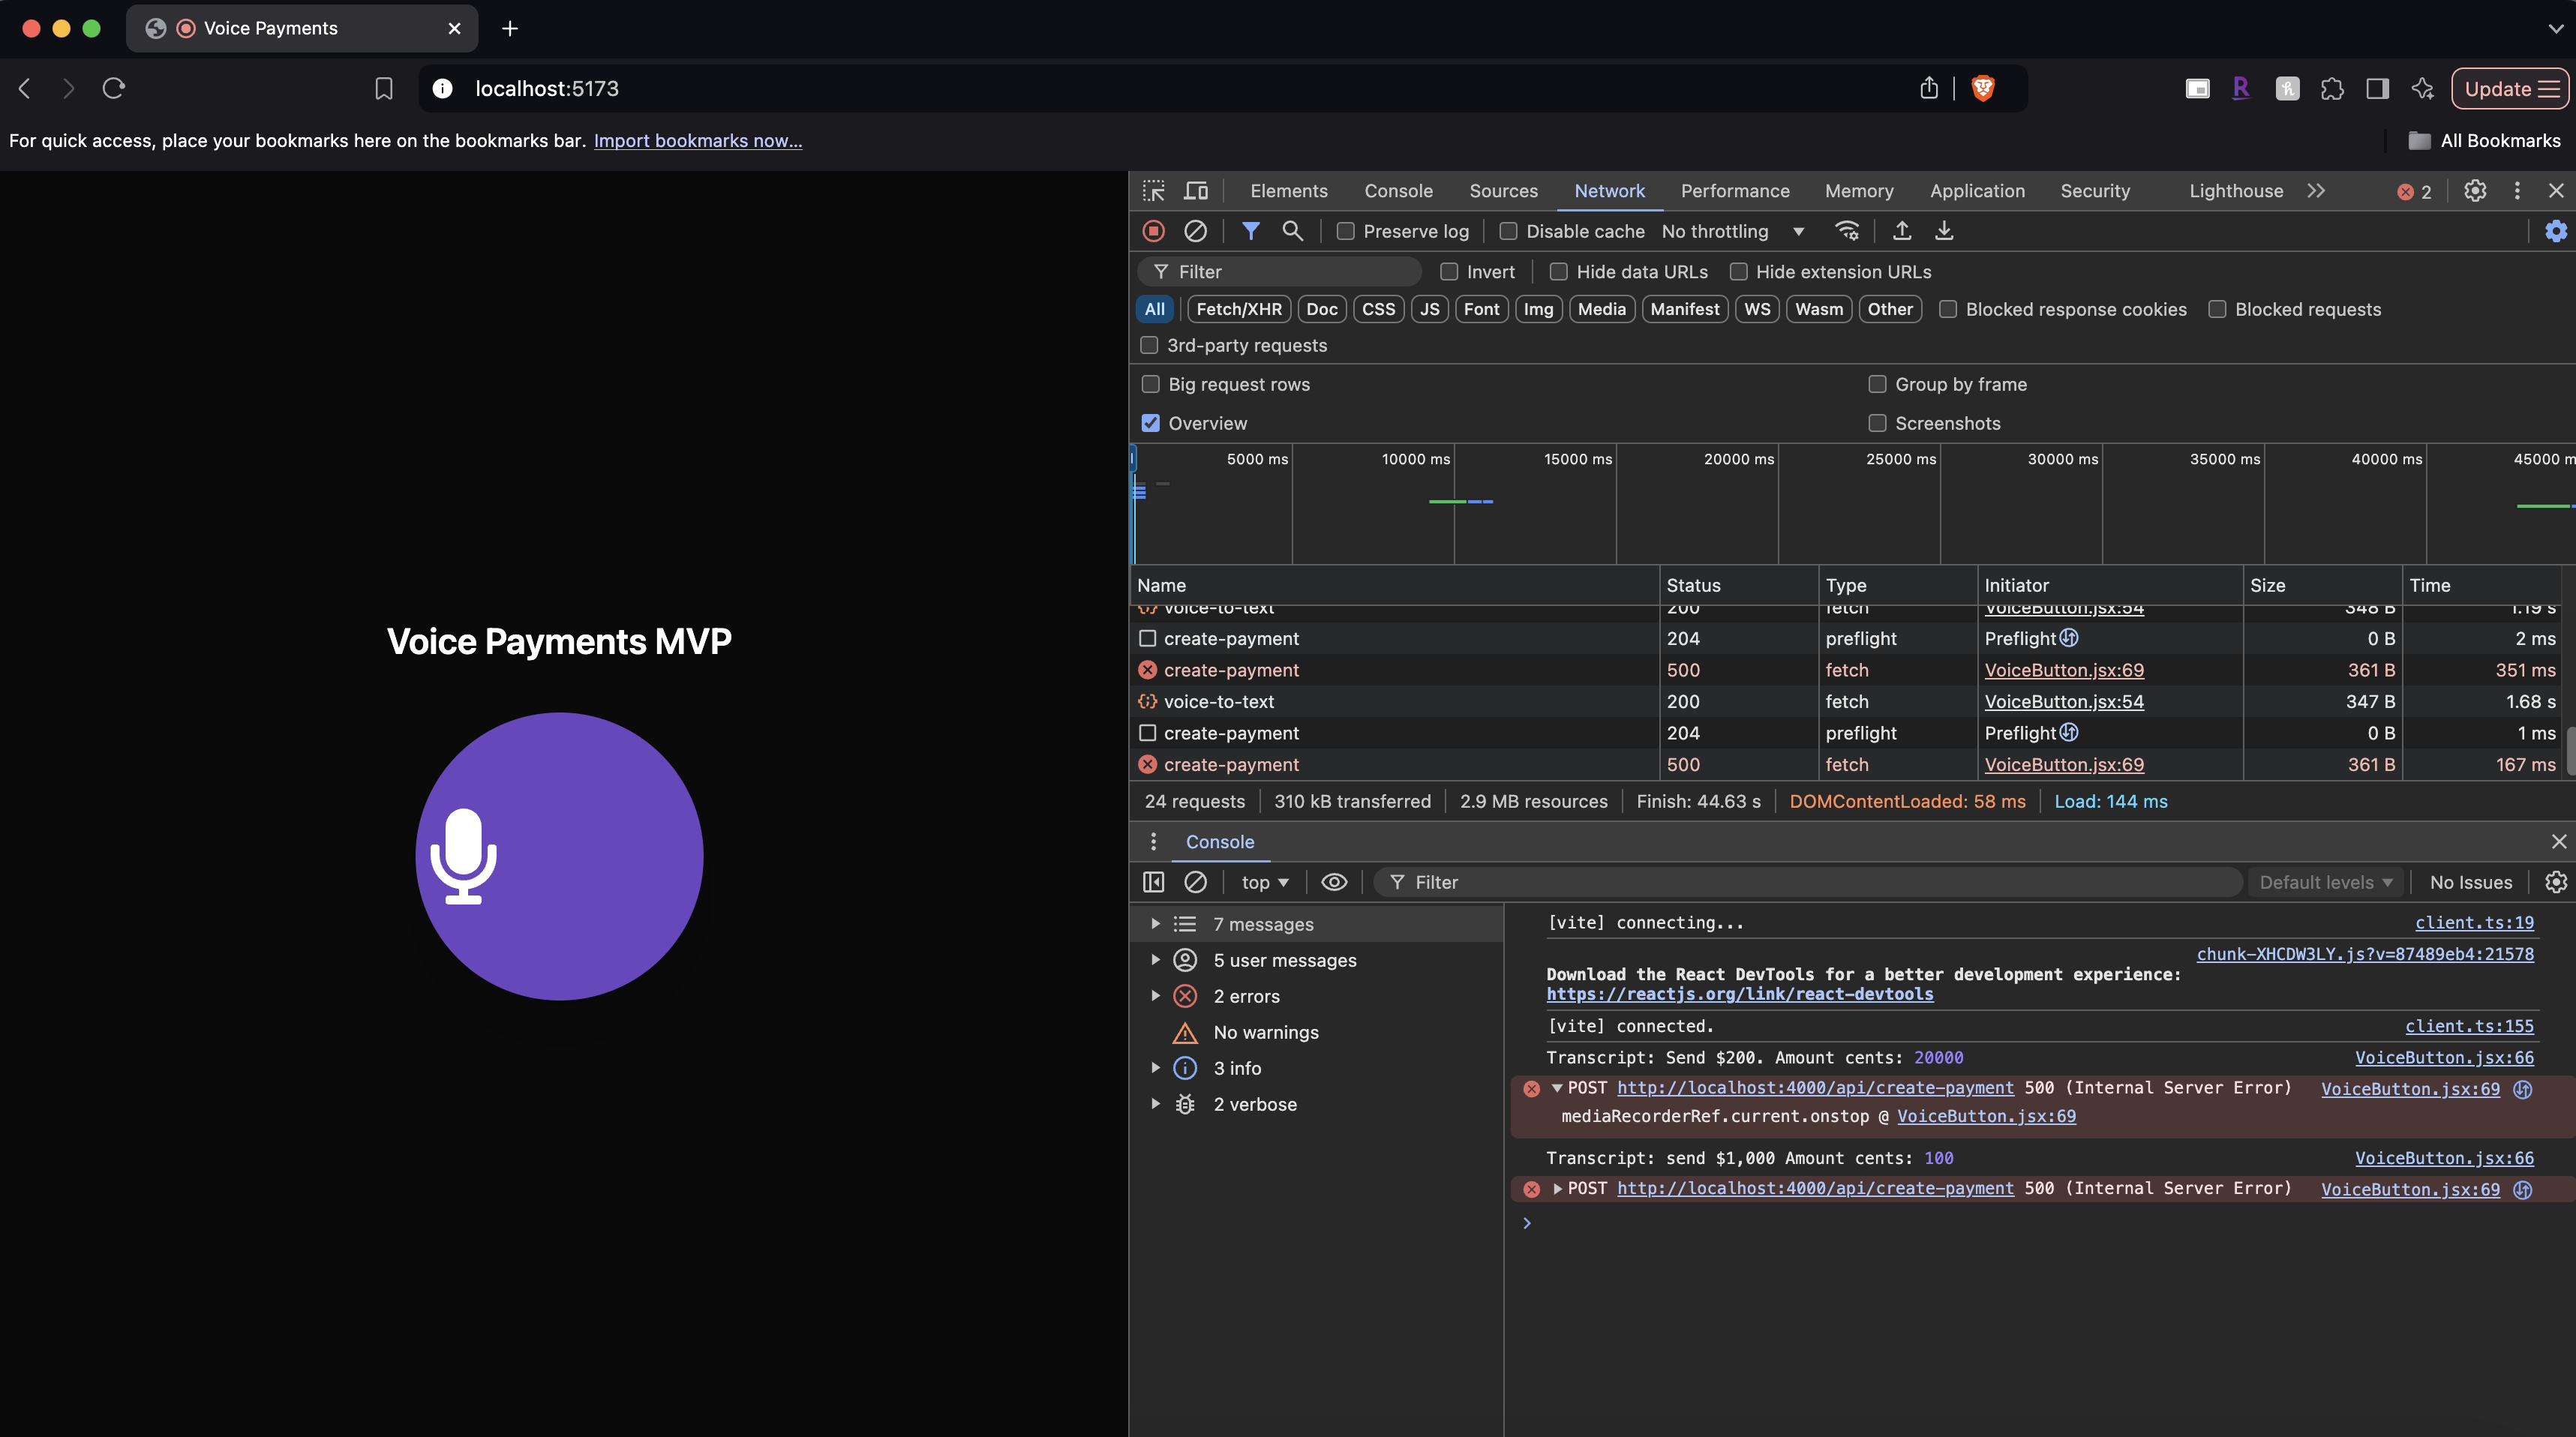 Voice Payments
localhost:5173
Update
For quick access, place your bookmarks here on the bookmarks bar. Import bookmarks now...
All Bookmarks
Voice Payments MVP
Elements Console Sources Network Performance Memory Application Security Lighthouse 2
Preserve log Disable cache No throttling
Filter Invert Hide data URLs Hide extension URLs
All Fetch/XHR Doc CSS JS Font Img Media Manifest WS Wasm Other Blocked response cookies Blocked requests
3rd-party requests
Big request rows Group by frame
Overview Screenshots
5000 ms 10000 ms 15000 ms 20000 ms 25000 ms 30000 ms 35000 ms 40000 ms 45000 m
Name Status Type Initiator Size Time
voice-to-text 200 fetch VoiceButton.jsx:54 348 B 1.19 s
create-payment 204 preflight Preflight 0 B 2 ms
create-payment 500 fetch VoiceButton.jsx:69 361 B 351 ms
voice-to-text 200 fetch VoiceButton.jsx:54 347 B 1.68 s
create-payment 204 preflight Preflight 0 B 1 ms
create-payment 500 fetch VoiceButton.jsx:69 361 B 167 ms
24 requests 310 kB transferred 2.9 MB resources Finish: 44.63 s DOMContentLoaded: 58 ms Load: 144 ms
Console
top Filter Default levels No Issues
7 messages
5 user messages
2 errors
No warnings
3 info
2 verbose
[vite] connecting... client.ts:19
chunk-XHCDW3LY.js?v=87489eb4:21578
Download the React DevTools for a better development experience:
https://reactjs.org/link/react-devtools
[vite] connected. client.ts:155
Transcript: Send $200. Amount cents: 20000 VoiceButton.jsx:66
POST http://localhost:4000/api/create-payment 500 (Internal Server Error) VoiceButton.jsx:69
mediaRecorderRef.current.onstop @ VoiceButton.jsx:69
Transcript: send $1,000 Amount cents: 100 VoiceButton.jsx:66
POST http://localhost:4000/api/create-payment 500 (Internal Server Error) VoiceButton.jsx:69